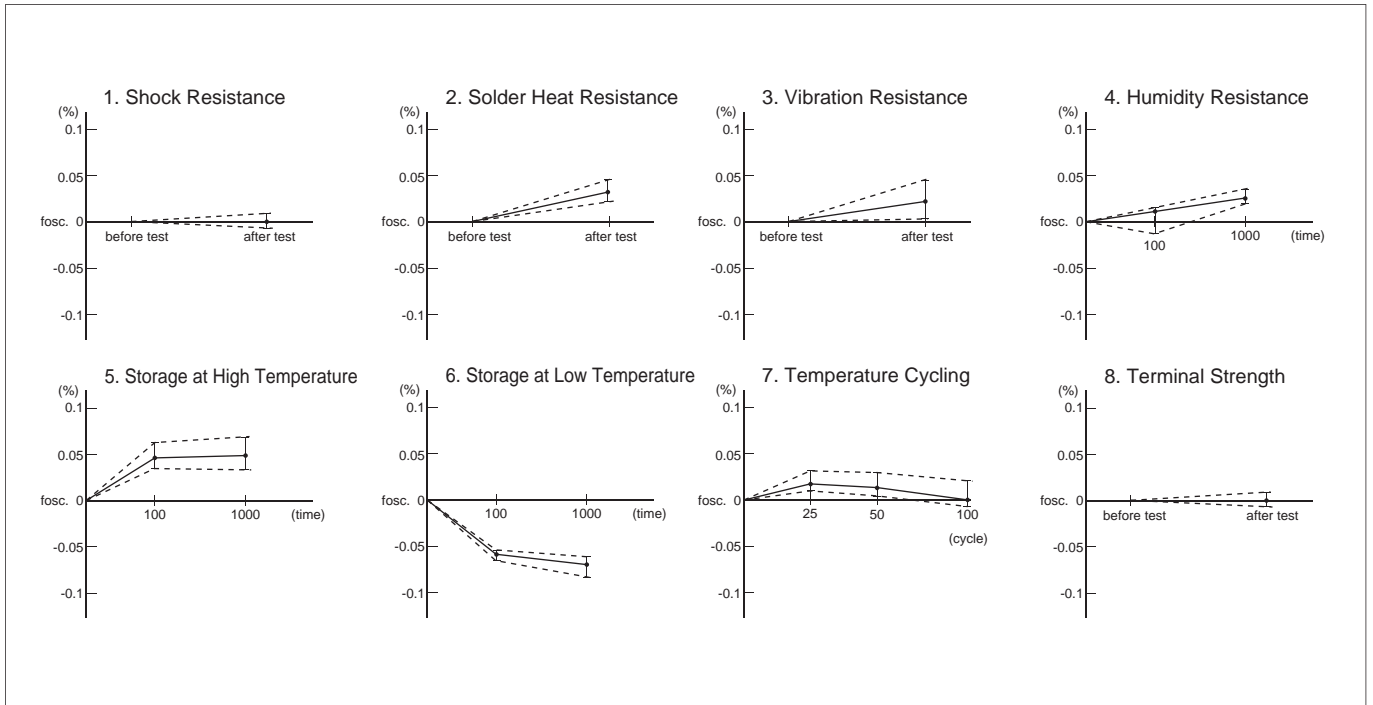 1. Shock Resistance
(%)
0.1
0.05
fosc. 0
-0.05
-0.1
before test
after test
2. Solder Heat Resistance
(%)
0.1
0.05
fosc. 0
-0.05
-0.1
before test
after test
3. Vibration Resistance
(%)
0.1
0.05
fosc. 0
-0.05
-0.1
before test
after test
4. Humidity Resistance
(%)
0.1
0.05
fosc. 0
-0.05
-0.1
100
1000
(time)
5. Storage at High Temperature
(%)
0.1
0.05
fosc. 0
-0.05
-0.1
100
1000
(time)
6. Storage at Low Temperature
(%)
0.1
0.05
fosc. 0
-0.05
-0.1
100
1000
(time)
7. Temperature Cycling
(%)
0.1
0.05
fosc. 0
-0.05
-0.1
25
50
100
(cycle)
8. Terminal Strength
(%)
0.1
0.05
fosc. 0
-0.05
-0.1
before test
after test